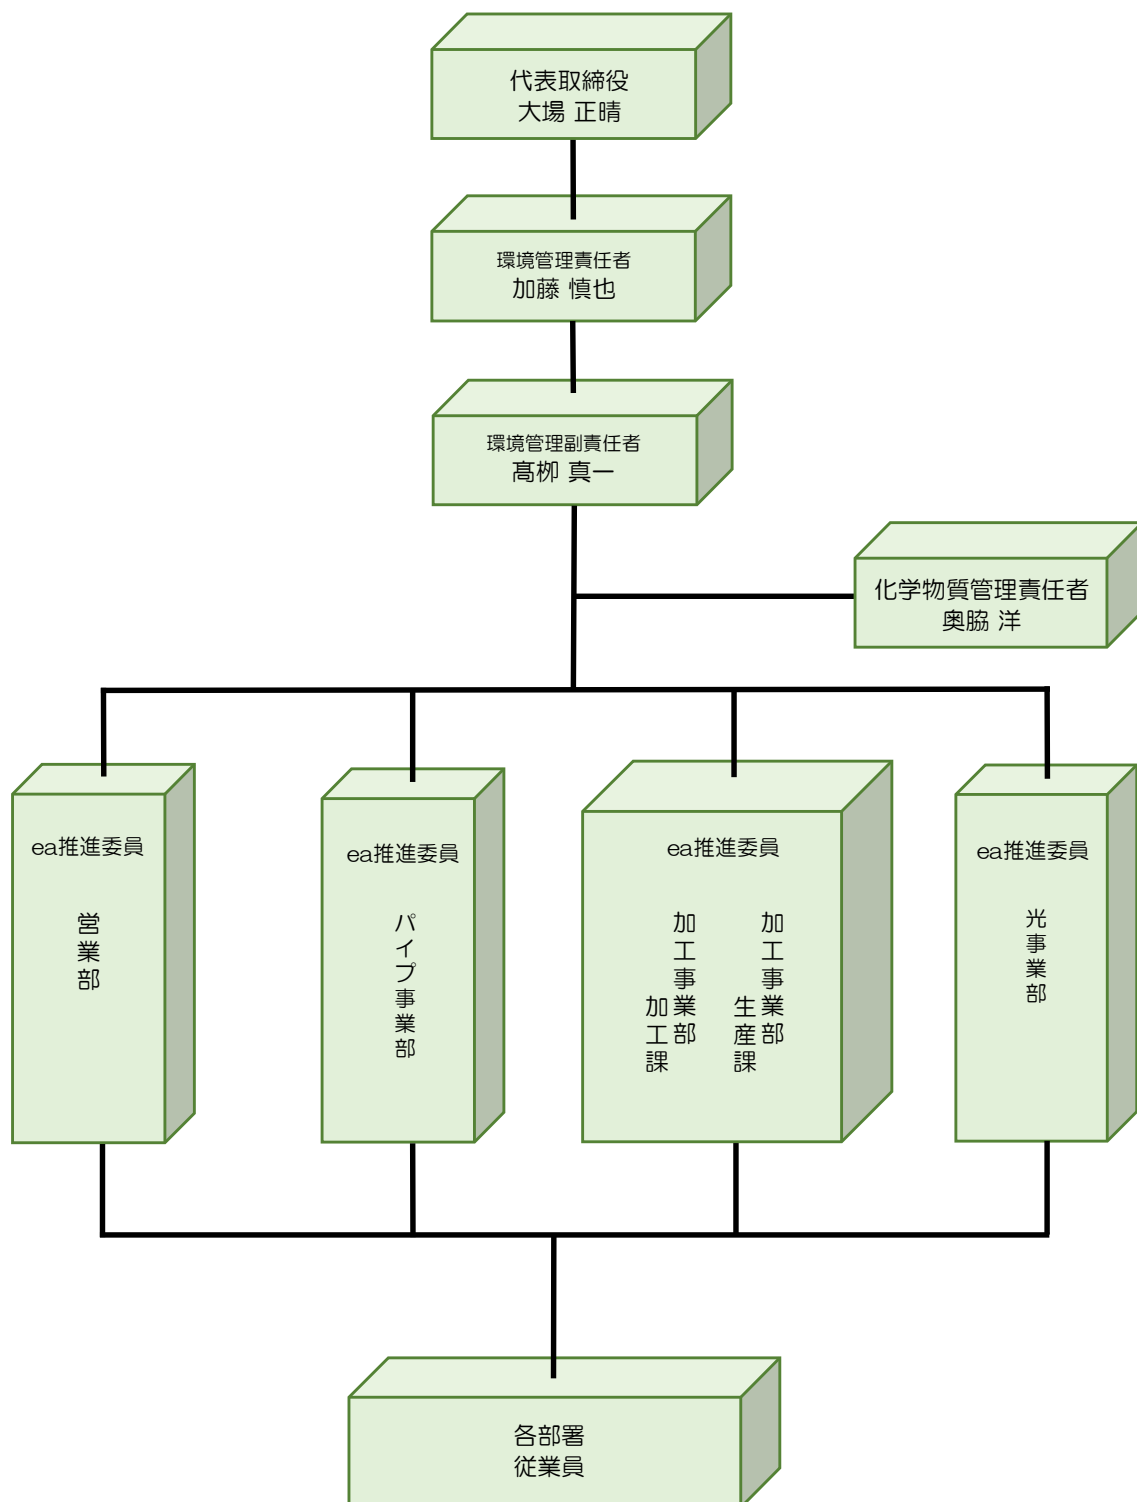 代表取締役
大場 正晴
環境管理責任者
加藤 慎也
環境管理副責任者
髙栁 真一
化学物質管理責任者
奥脇 洋
ea推進委員
営業部
ea推進委員
パイプ事業部
ea推進委員
加工事業部
生産課
加工事業部
加工課
ea推進委員
光事業部
各部署
従業員